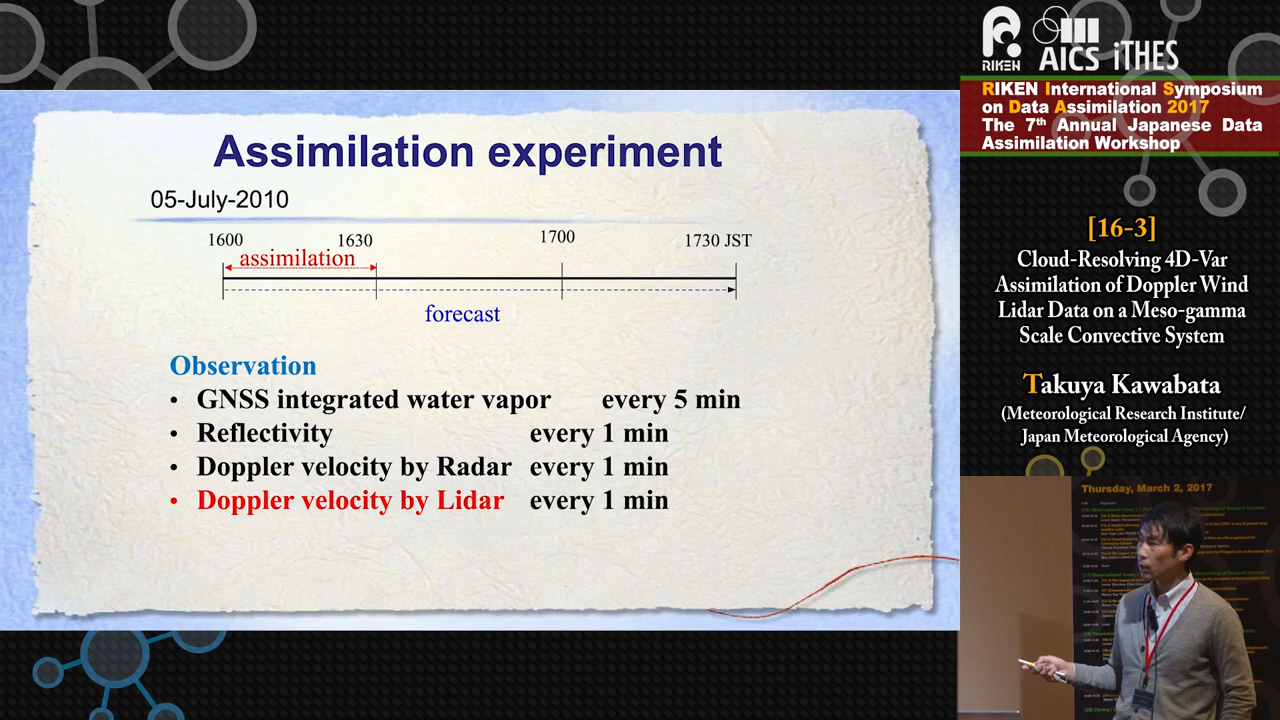 Assimilation experiment
05-July-2010
1600 1630 1700 1730 JST
assimilation
forecast
Observation
• GNSS integrated water vapor every 5 min
• Reflectivity every 1 min
• Doppler velocity by Radar every 1 min
• Doppler velocity by Lidar every 1 min
RIKEN AICS iTHES
RIKEN International Symposium
on Data Assimilation 2017
The 7th Annual Japanese Data
Assimilation Workshop
[16-3]
Cloud-Resolving 4D-Var
Assimilation of Doppler Wind
Lidar Data on a Meso-gamma
Scale Convective System
Takuya Kawabata
(Meteorological Research Institute/
Japan Meteorological Agency)
Thursday, March 2, 2017